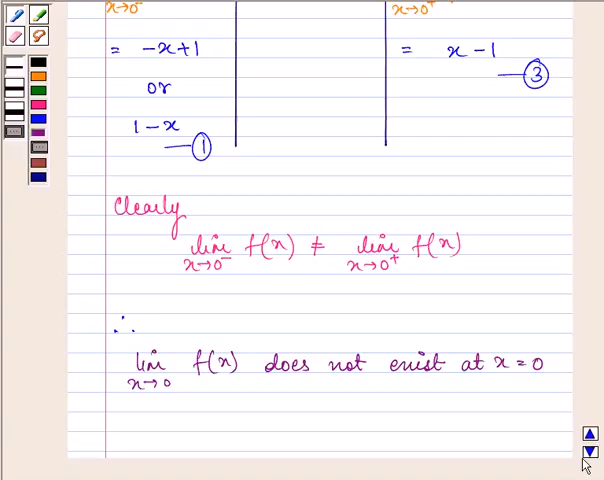 x→0⁻ x→0⁺
= -x+1 = x-1
③
or
1-x
①
Clearly
lim f(x) ≠ lim f(x)
x→0⁻ x→0⁺
∴
lim f(x) does not exist at x=0
x→0